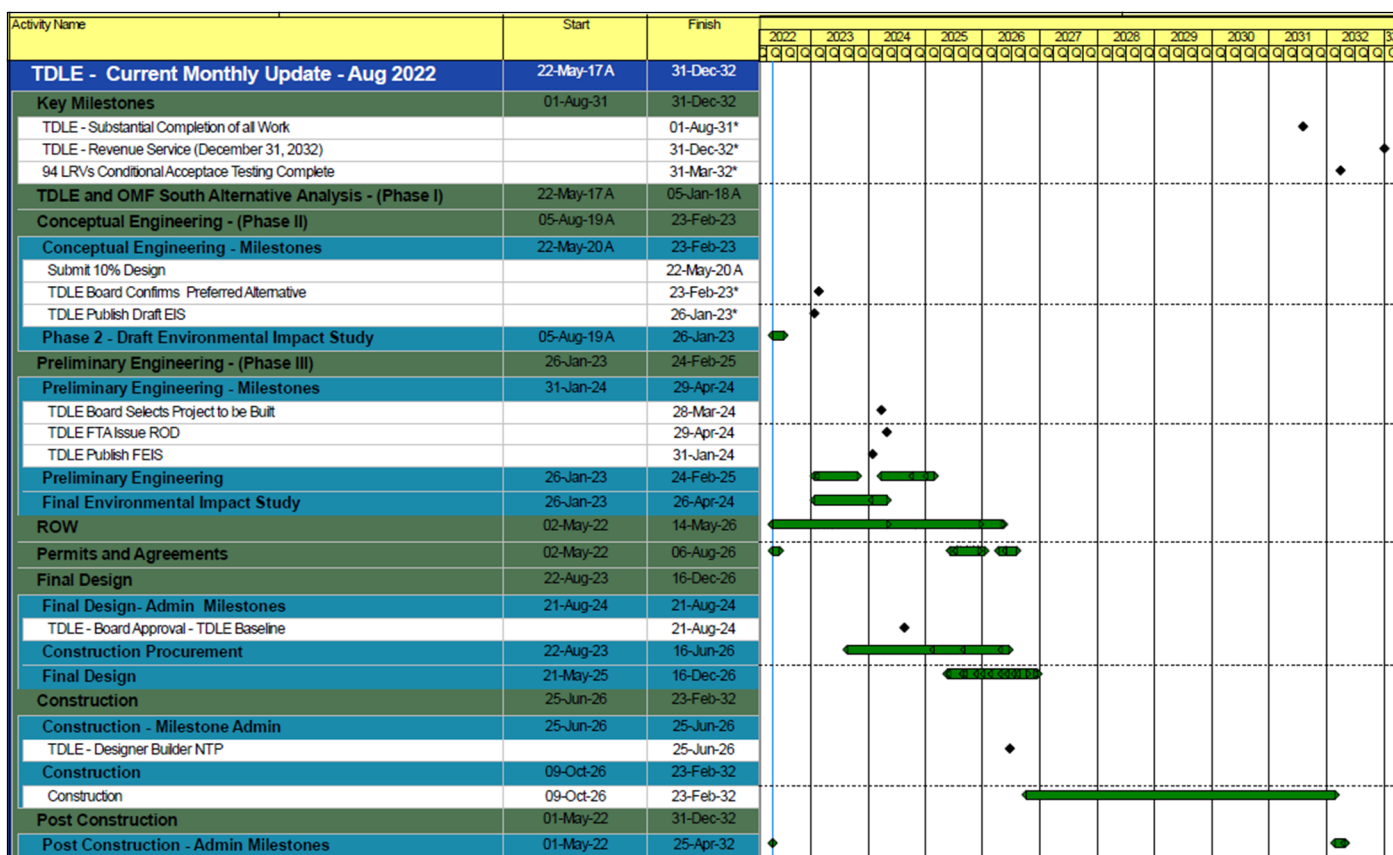 Activity Name Start Finish
2022 2023 2024 2025 2026 2027 2028 2029 2030 2031 2032 33
Q Q Q Q Q Q Q Q Q Q Q Q Q Q Q Q Q Q Q Q Q Q Q Q Q Q Q Q Q Q Q Q Q Q Q Q Q Q Q Q Q Q Q Q
TDLE - Current Monthly Update - Aug 2022 22-May-17 A 31-Dec-32
Key Milestones 01-Aug-31 31-Dec-32
TDLE - Substantial Completion of all Work 01-Aug-31*
TDLE - Revenue Service (December 31, 2032) 31-Dec-32*
94 LRVs Conditional Acceptace Testing Complete 31-Mar-32*
TDLE and OMF South Alternative Analysis - (Phase I) 22-May-17 A 05-Jan-18 A
Conceptual Engineering - (Phase II) 05-Aug-19 A 23-Feb-23
Conceptual Engineering - Milestones 22-May-20 A 23-Feb-23
Submit 10% Design 22-May-20 A
TDLE Board Confirms Preferred Alternative 23-Feb-23*
TDLE Publish Draft EIS 26-Jan-23*
Phase 2 - Draft Environmental Impact Study 05-Aug-19 A 26-Jan-23
Preliminary Engineering - (Phase III) 26-Jan-23 24-Feb-25
Preliminary Engineering - Milestones 31-Jan-24 29-Apr-24
TDLE Board Selects Project to be Built 28-Mar-24
TDLE FTA Issue ROD 29-Apr-24
TDLE Publish FEIS 31-Jan-24
Preliminary Engineering 26-Jan-23 24-Feb-25
Final Environmental Impact Study 26-Jan-23 26-Apr-24
ROW 02-May-22 14-May-26
Permits and Agreements 02-May-22 06-Aug-26
Final Design 22-Aug-23 16-Dec-26
Final Design- Admin Milestones 21-Aug-24 21-Aug-24
TDLE - Board Approval - TDLE Baseline 21-Aug-24
Construction Procurement 22-Aug-23 16-Jun-26
Final Design 21-May-25 16-Dec-26
Construction 25-Jun-26 23-Feb-32
Construction - Milestone Admin 25-Jun-26 25-Jun-26
TDLE - Designer Builder NTP 25-Jun-26
Construction 09-Oct-26 23-Feb-32
Construction 09-Oct-26 23-Feb-32
Post Construction 01-May-22 31-Dec-32
Post Construction - Admin Milestones 01-May-22 25-Apr-32